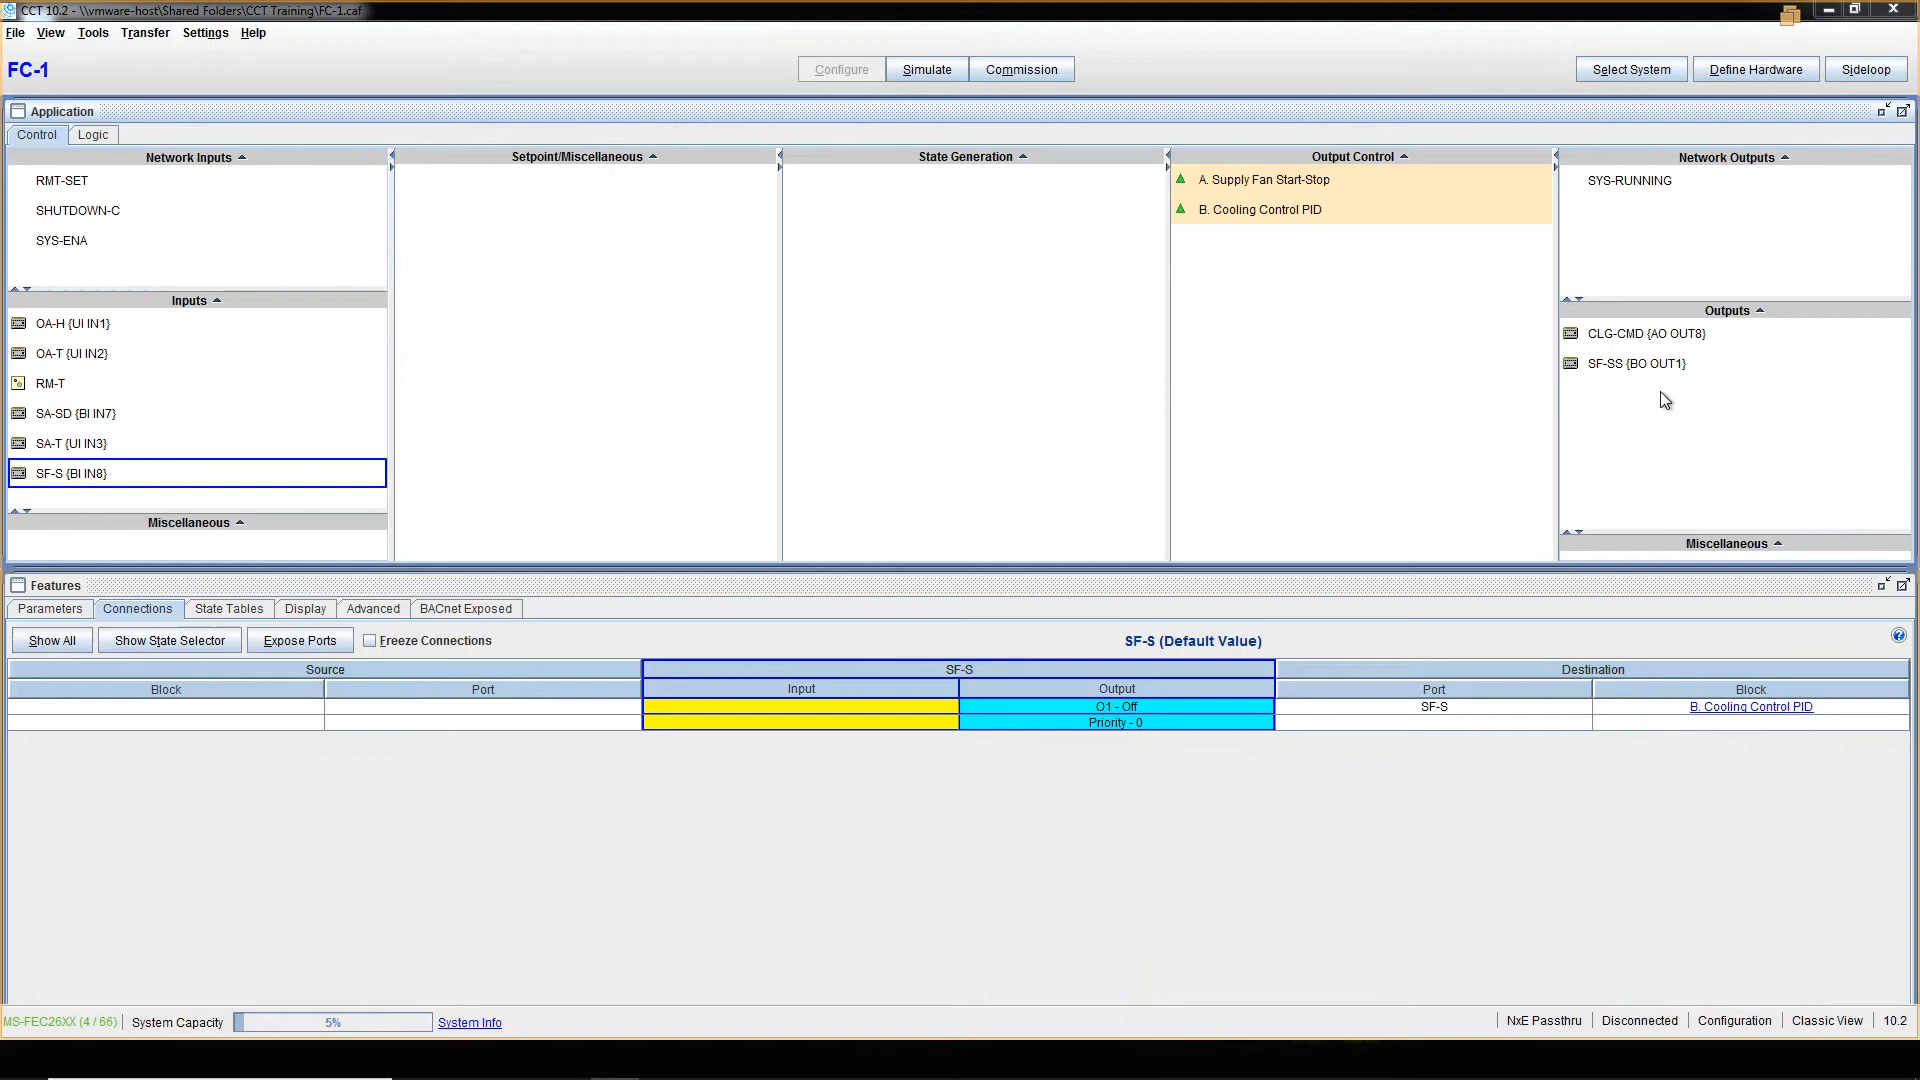 CCT 10.2 - \\vmware-host\Shared Folders\CCT Training\FC-1.caf
File View Tools Transfer Settings Help
FC-1
Configure Simulate Commission
Select System Define Hardware Sideloop
Application
Control Logic
Network Inputs
RMT-SET
SHUTDOWN-C
SYS-ENA
Inputs
OA-H {UI IN1}
OA-T {UI IN2}
RM-T
SA-SD {BI IN7}
SA-T {UI IN3}
SF-S {BI IN8}
Miscellaneous
Setpoint/Miscellaneous
State Generation
Output Control
A. Supply Fan Start-Stop
B. Cooling Control PID
Network Outputs
SYS-RUNNING
Outputs
CLG-CMD {AO OUT8}
SF-SS {BO OUT1}
Miscellaneous
Features
Parameters Connections State Tables Display Advanced BACnet Exposed
Show All Show State Selector Expose Ports Freeze Connections SF-S (Default Value)
Source SF-S Destination
Block Port Input Output Port Block
O1 - Off SF-S B. Cooling Control PID
Priority - 0
MS-FEC26XX (4 / 66) System Capacity 5% System Info NxE Passthru Disconnected Configuration Classic View 10.2